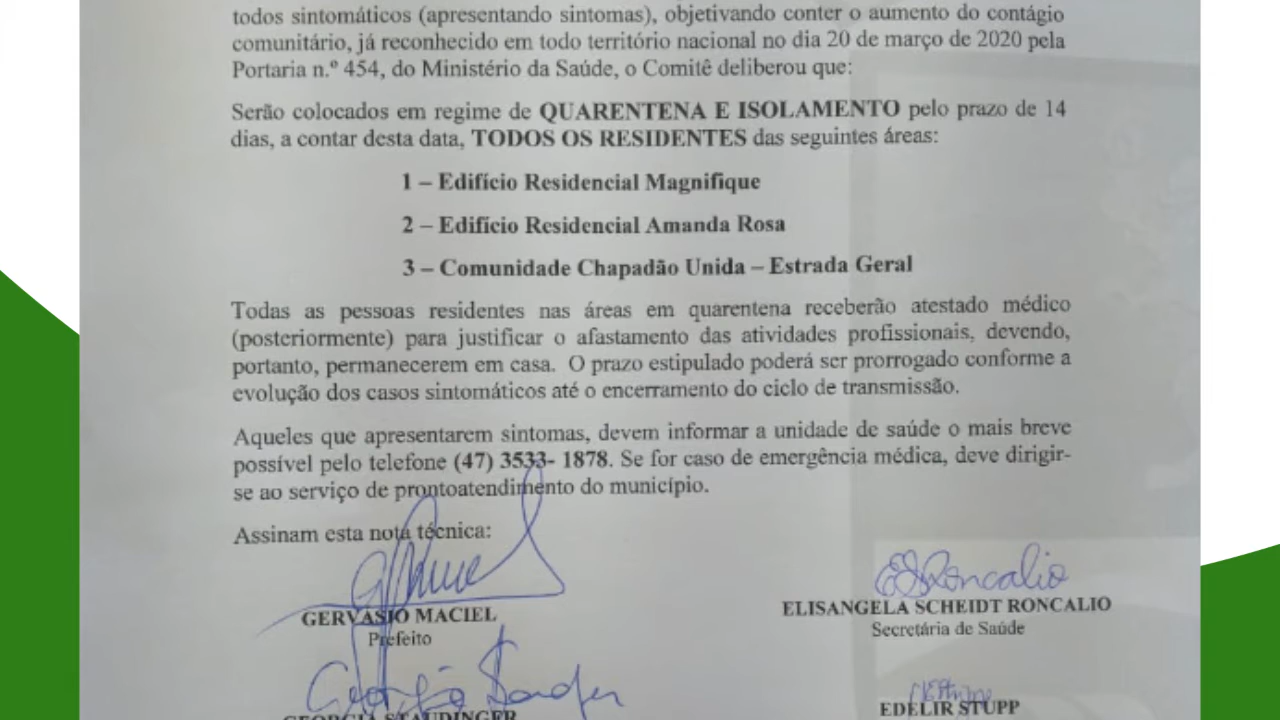 todos sintomáticos (apresentando sintomas), objetivando conter o aumento do contágio
comunitário, já reconhecido em todo território nacional no dia 20 de março de 2020 pela
Portaria n.º 454, do Ministério da Saúde, o Comitê deliberou que:
Serão colocados em regime de QUARENTENA E ISOLAMENTO pelo prazo de 14
dias, a contar desta data, TODOS OS RESIDENTES das seguintes áreas:
1 – Edifício Residencial Magnifique
2 – Edifício Residencial Amanda Rosa
3 – Comunidade Chapadão Unida – Estrada Geral
Todas as pessoas residentes nas áreas em quarentena receberão atestado médico
(posteriormente) para justificar o afastamento das atividades profissionais, devendo,
portanto, permanecerem em casa. O prazo estipulado poderá ser prorrogado conforme a
evolução dos casos sintomáticos até o encerramento do ciclo de transmissão.
Aqueles que apresentarem sintomas, devem informar a unidade de saúde o mais breve
possível pelo telefone (47) 3533- 1878. Se for caso de emergência médica, deve dirigir-
se ao serviço de prontoatendimento do município.
Assinam esta nota técnica:
GERVASIO MACIEL
Prefeito
ELISANGELA SCHEIDT RONCALIO
Secretária de Saúde
GEORGIA STAUDINGER
EDELIR STUPP